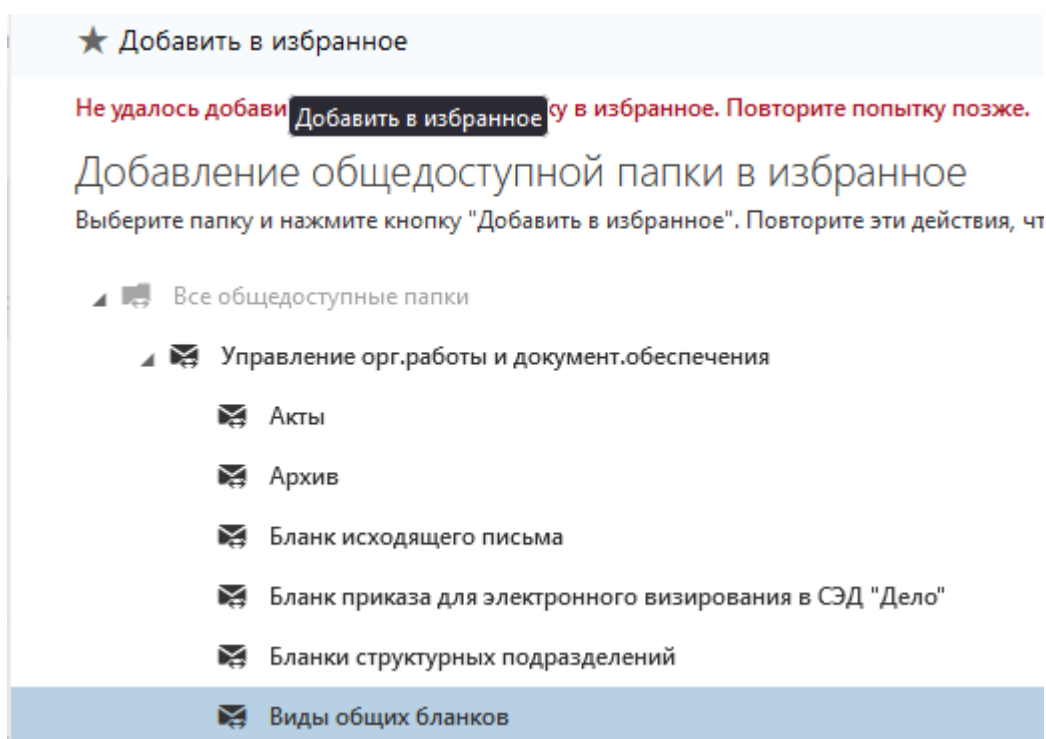 Добавить в избранное
Не удалось добави у в избранное. Повторите попытку позже.
Добавить в избранное
Добавление общедоступной папки в избранное
Выберите папку и нажмите кнопку "Добавить в избранное". Повторите эти действия, чт
Все общедоступные папки
Управление орг.работы и документ.обеспечения
Акты
Архив
Бланк исходящего письма
Бланк приказа для электронного визирования в СЭД "Дело"
Бланки структурных подразделений
Виды общих бланков